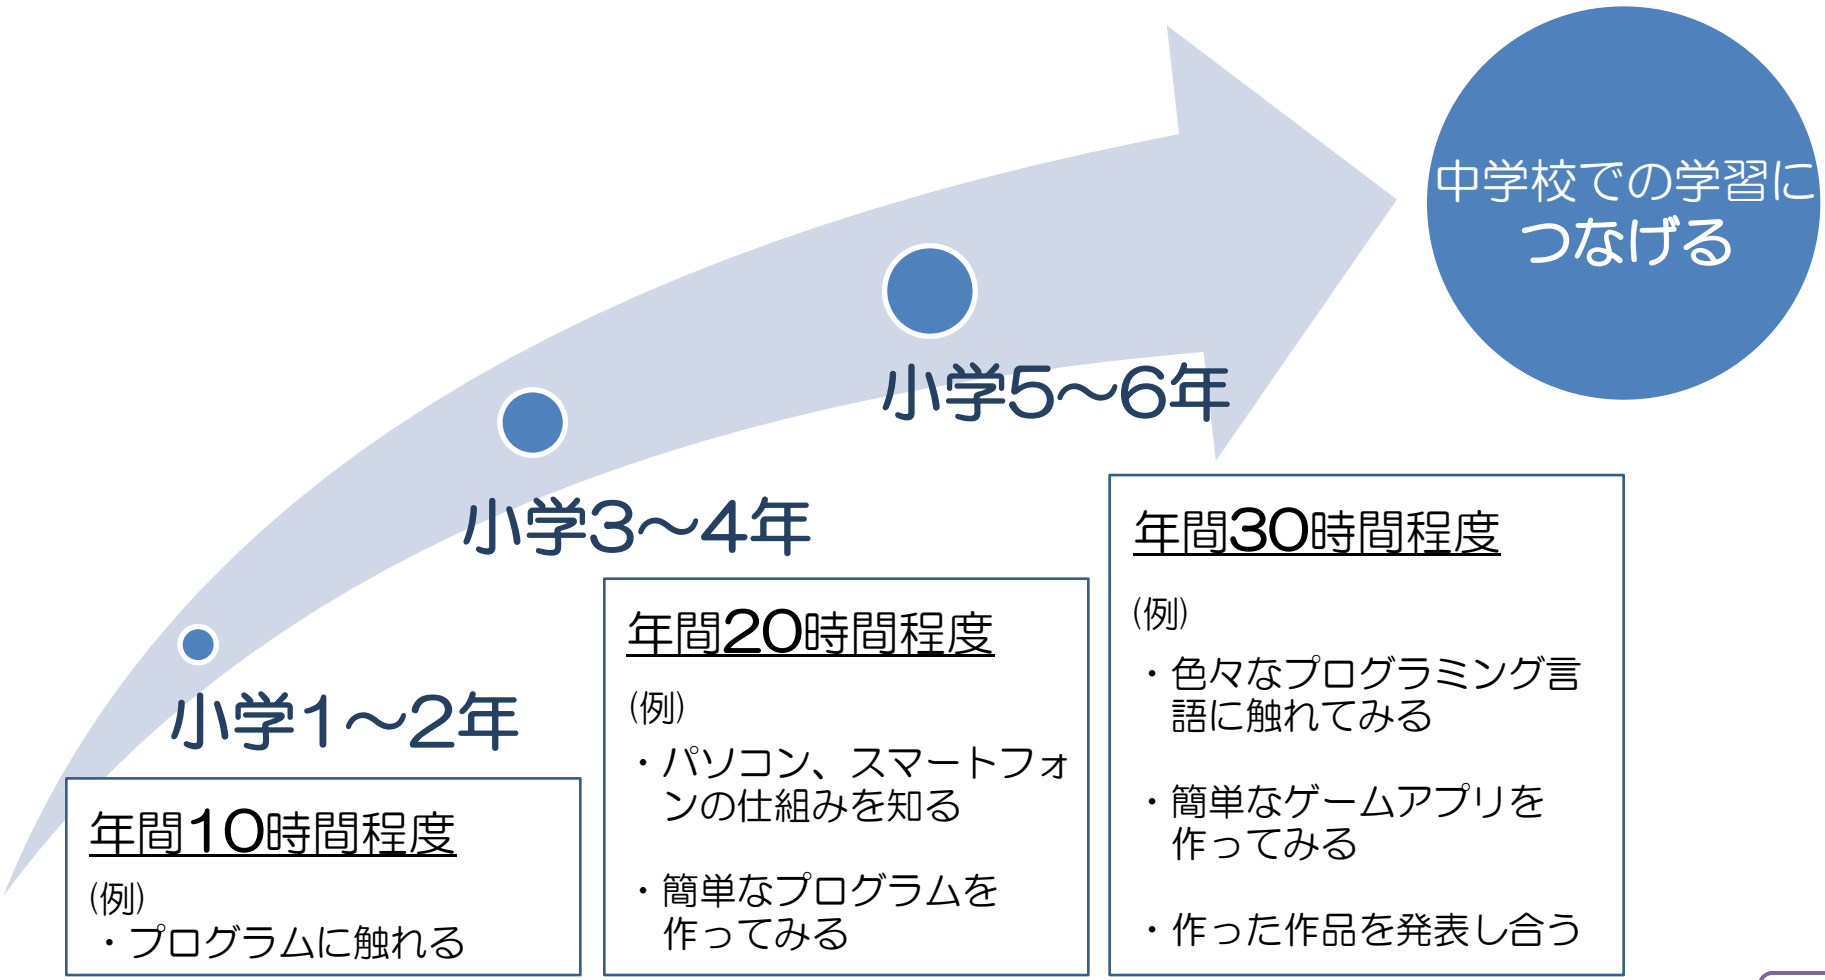 中学校での学習に
つなげる
小学5～6年
小学3～4年
小学1～2年
年間10時間程度
(例)
・プログラムに触れる
年間20時間程度
(例)
・パソコン、スマートフォ
ンの仕組みを知る
・簡単なプログラムを
作ってみる
年間30時間程度
(例)
・色々なプログラミング言
語に触れてみる
・簡単なゲームアプリを
作ってみる
・作った作品を発表し合う